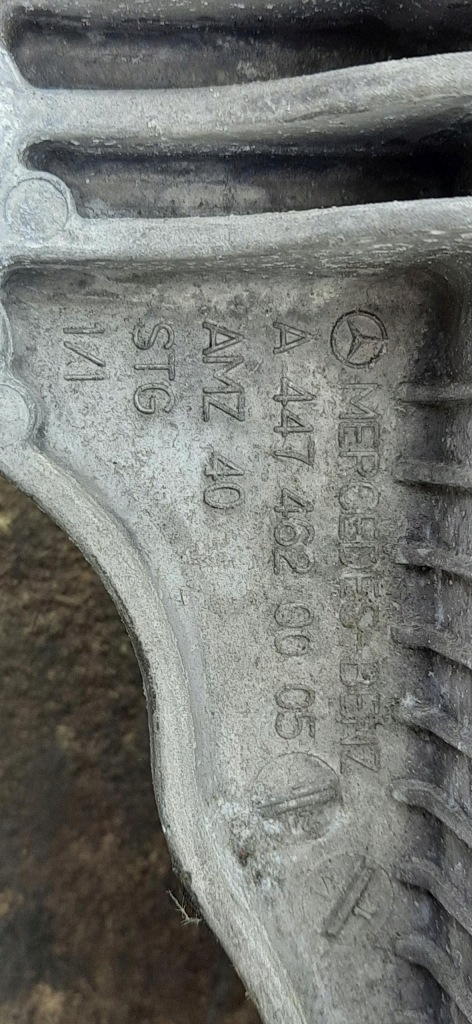 MERCEDES-BENZ
A 447 462 00 05
AMZ 40
STG
1/1